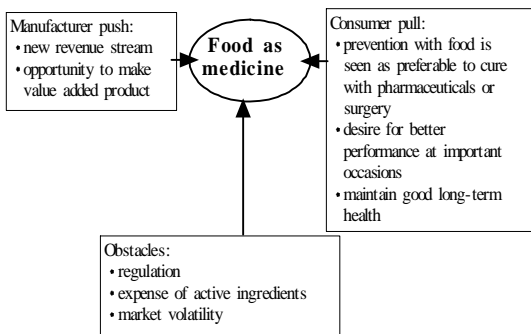 Manufacturer push:
• new revenue stream
• opportunity to make
value added product
Food as
medicine
Consumer pull:
• prevention with food is
seen as preferable to cure
with pharmaceuticals or
surgery
• desire for better
performance at important
occasions
• maintain good long-term
health
Obstacles:
• regulation
• expense of active ingredients
• market volatility